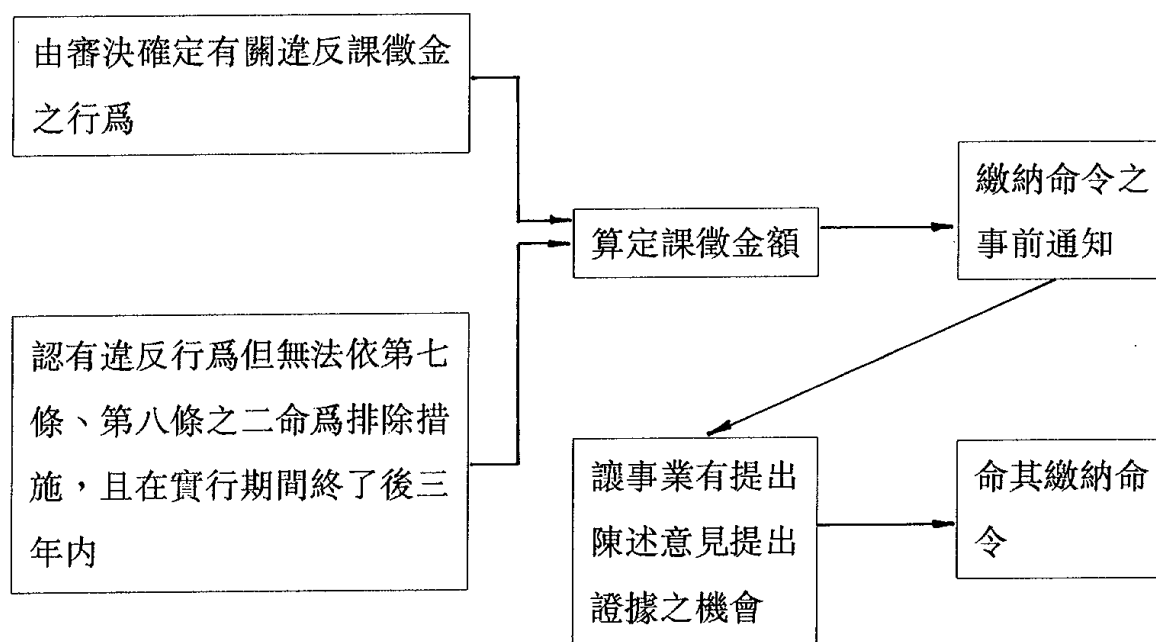 由審決確定有關違反課徵金
之行爲
認有違反行爲但無法依第七
條、第八條之二命爲排除措
施，且在實行期間終了後三
年内
算定課徵金額
繳納命令之
事前通知
讓事業有提出
陳述意見提出
證據之機會
命其繳納命
令